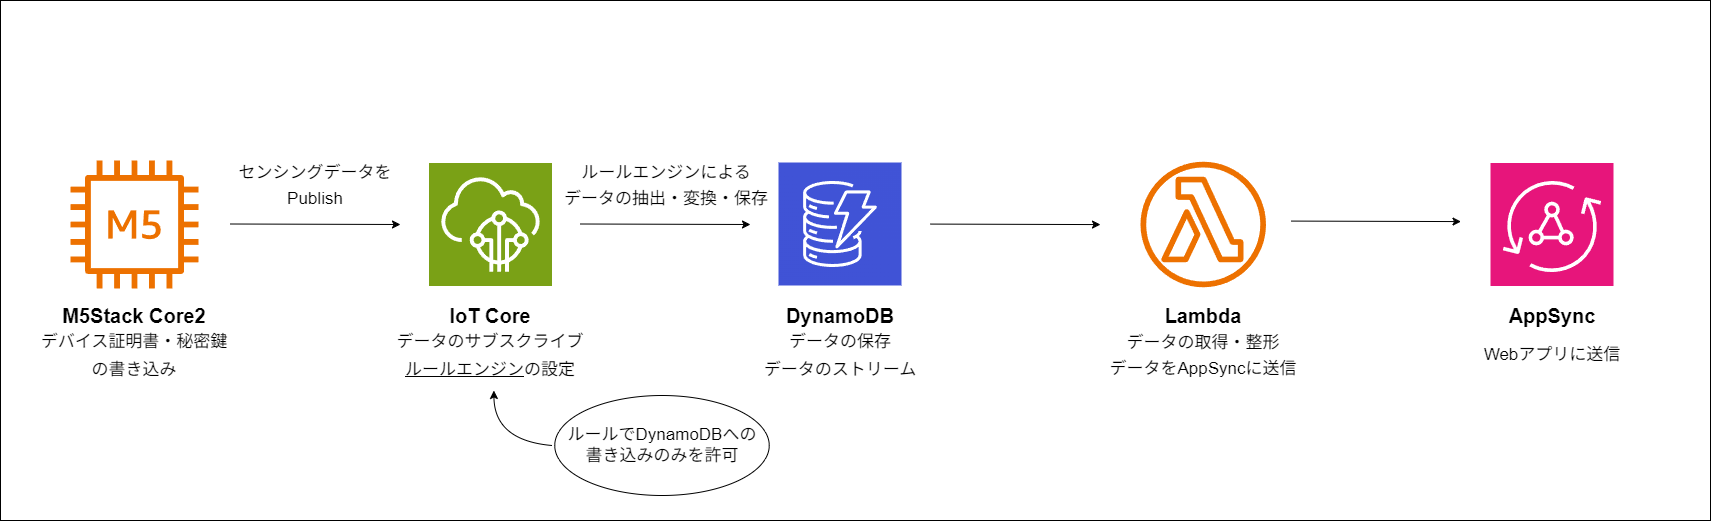 M5
M5Stack Core2
デバイス証明書・秘密鍵
の書き込み
センシングデータを
Publish
IoT Core
データのサブスクライブ
ルールエンジンの設定
ルールでDynamoDBへの
書き込みのみを許可
ルールエンジンによる
データの抽出・変換・保存
DynamoDB
データの保存
データのストリーム
Lambda
データの取得・整形
データをAppSyncに送信
AppSync
Webアプリに送信